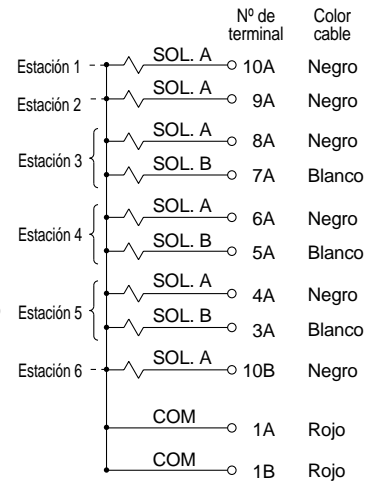 Nº de terminal Color cable
Estación 1 SOL. A 10A Negro
Estación 2 SOL. A 9A Negro
Estación 3 SOL. A 8A Negro
SOL. B 7A Blanco
Estación 4 SOL. A 6A Negro
SOL. B 5A Blanco
Estación 5 SOL. A 4A Negro
SOL. B 3A Blanco
Estación 6 SOL. A 10B Negro
COM 1A Rojo
COM 1B Rojo